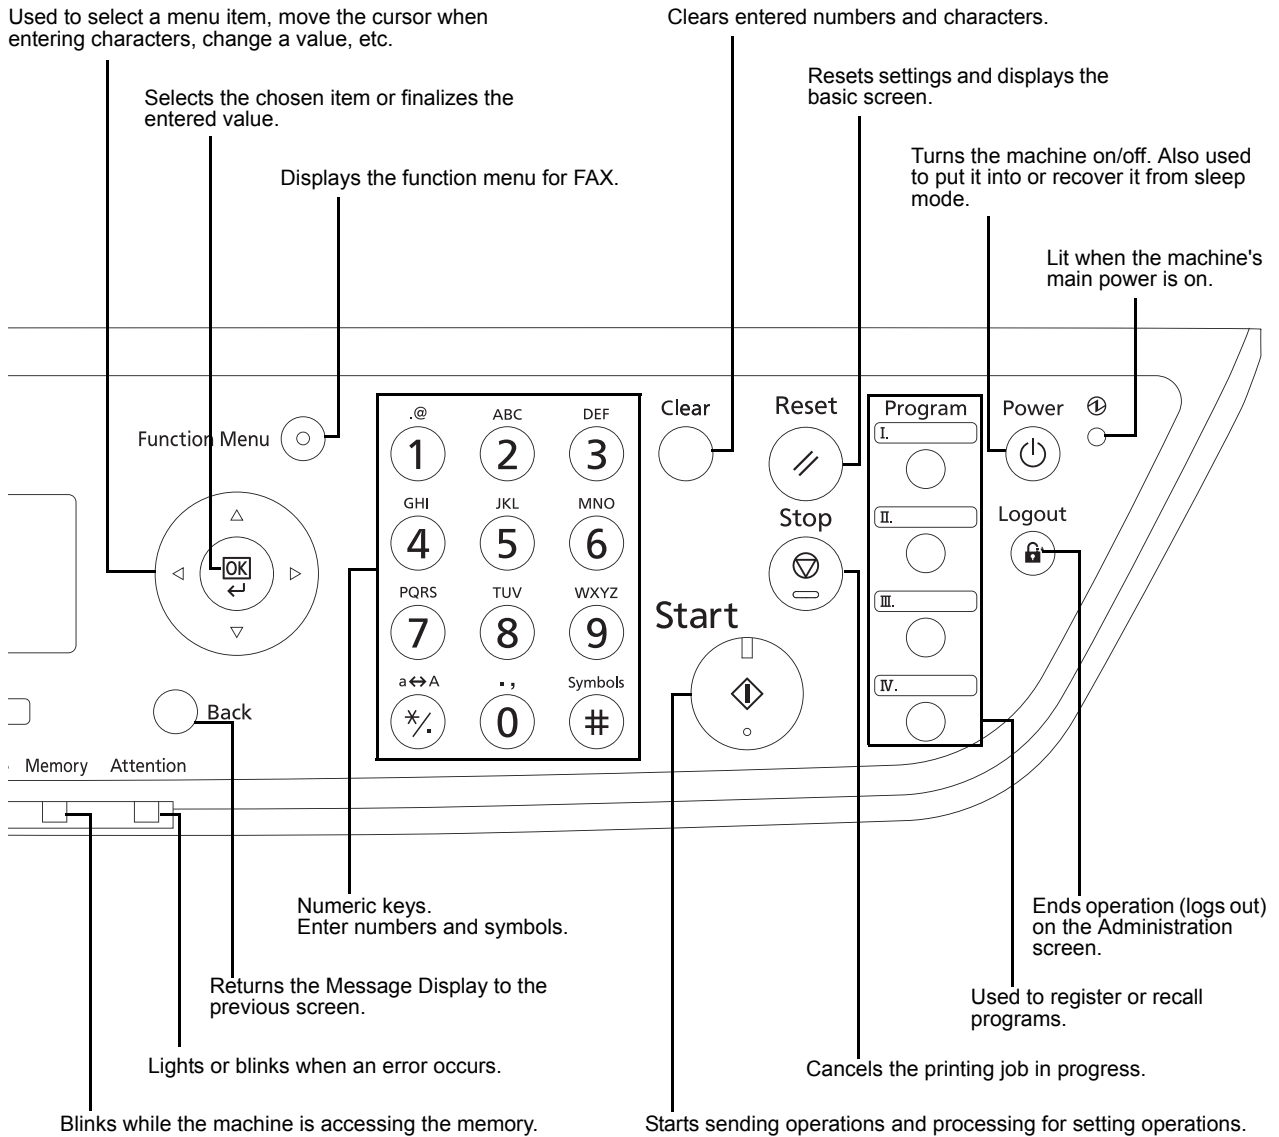 Used to select a menu item, move the cursor when
entering characters, change a value, etc.
Clears entered numbers and characters.
Resets settings and displays the
basic screen.
Selects the chosen item or finalizes the
entered value.
Turns the machine on/off. Also used
to put it into or recover it from sleep
mode.
Displays the function menu for FAX.
Lit when the machine's
main power is on.
Function Menu
OK
Back
Memory
Attention
.@
ABC
DEF
1
2
3
GHI
JKL
MNO
4
5
6
PQRS
TUV
WXYZ
7
8
9
a↔A
.,
Symbols
*/.
0
#
Clear
Reset
Stop
Start
Program
I.
II.
III.
IV.
Power
Logout
Numeric keys.
Enter numbers and symbols.
Ends operation (logs out)
on the Administration
screen.
Returns the Message Display to the
previous screen.
Used to register or recall
programs.
Lights or blinks when an error occurs.
Cancels the printing job in progress.
Blinks while the machine is accessing the memory.
Starts sending operations and processing for setting operations.